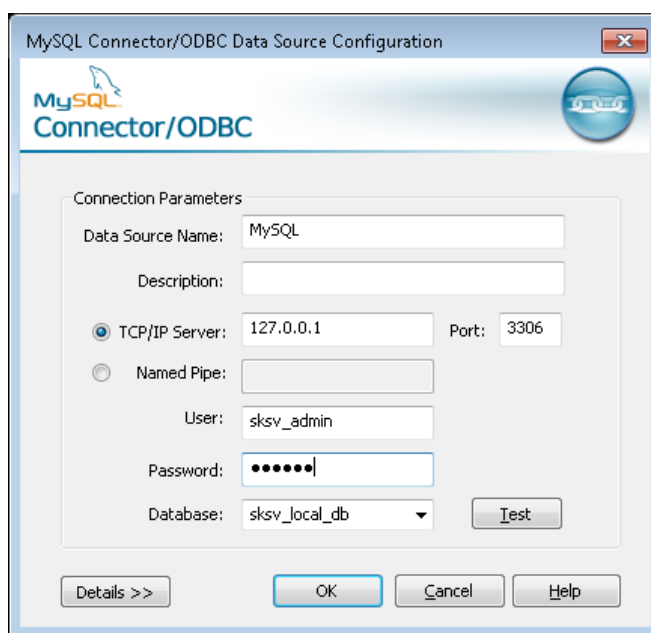 MySQL Connector/ODBC Data Source Configuration
MySQL
Connector/ODBC
Connection Parameters
Data Source Name: MySQL
Description:
TCP/IP Server: 127.0.0.1 Port: 3306
Named Pipe:
User: sksv_admin
Password: ●●●●●●
Database: sksv_local_db Test
Details >> OK Cancel Help